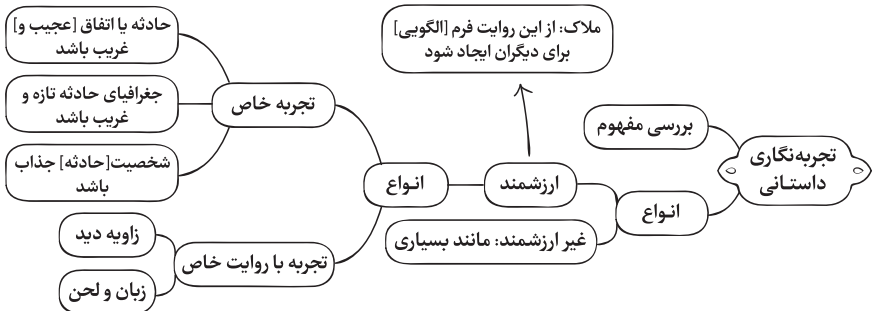 تجربه‌نگاری
داستانی
بررسی مفهوم
انواع
ارزشمند
غیر ارزشمند: مانند بسیاری
ملاک: از این روایت فرم [الگویی]
برای دیگران ایجاد شود
انواع
تجربه خاص
حادثه یا اتفاق [عجیب و]
غریب باشد
جغرافیای حادثه تازه و
غریب باشد
شخصیت[حادثه] جذاب
باشد
تجربه با روایت خاص
زاویه دید
زبان و لحن